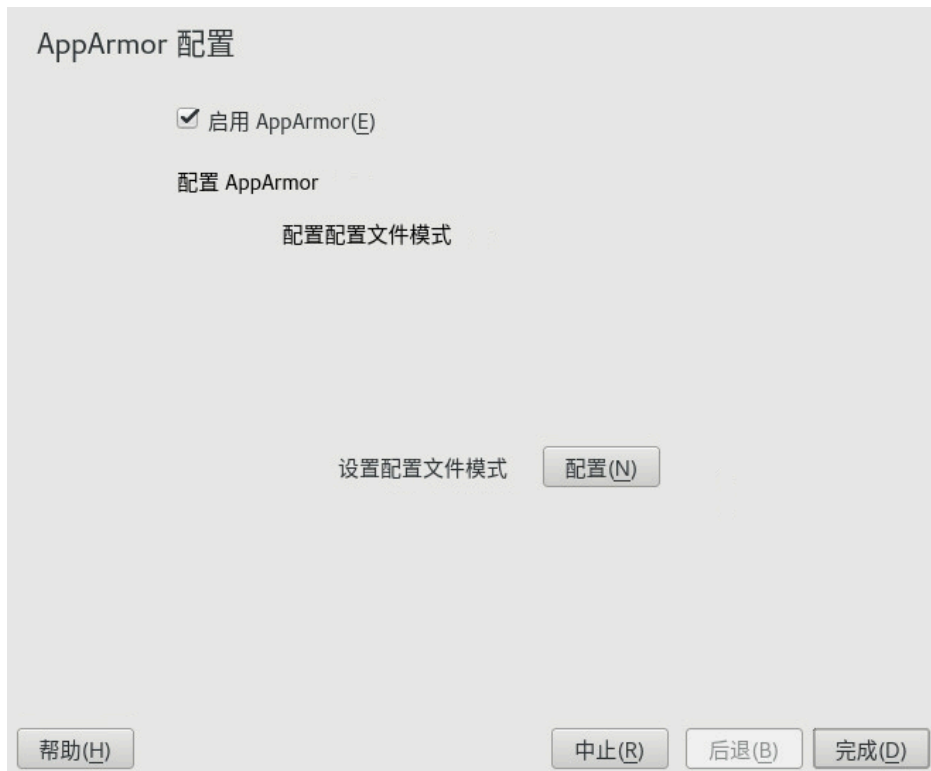 AppArmor 配置
启用 AppArmor(E)
配置 AppArmor
配置配置文件模式
设置配置文件模式 配置(N)
帮助(H) 中止(R) 后退(B) 完成(D)